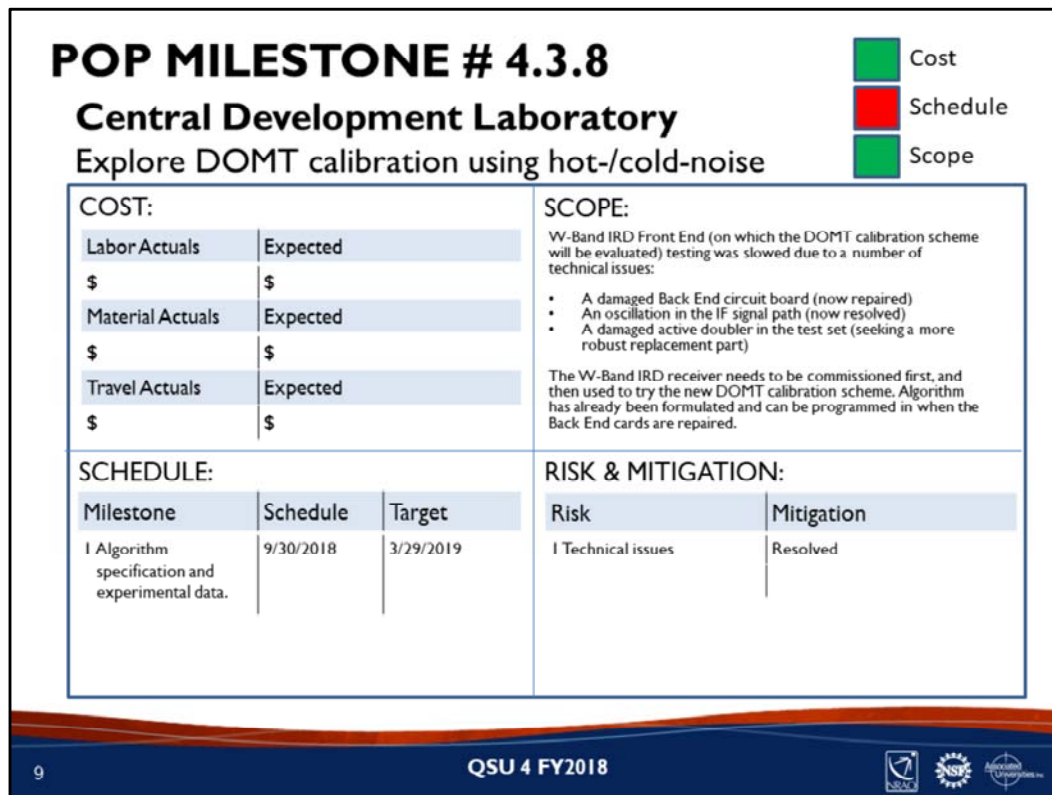 POP MILESTONE # 4.3.8
Central Development Laboratory
Explore DOMT calibration using hot-/cold-noise
Cost
Schedule
Scope
COST:
Labor Actuals Expected
$ $
Material Actuals Expected
$ $
Travel Actuals Expected
$ $
SCOPE:
W-Band IRD Front End (on which the DOMT calibration scheme
will be evaluated) testing was slowed due to a number of
technical issues:
• A damaged Back End circuit board (now repaired)
• An oscillation in the IF signal path (now resolved)
• A damaged active doubler in the test set (seeking a more
robust replacement part)
The W-Band IRD receiver needs to be commissioned first, and
then used to try the new DOMT calibration scheme. Algorithm
has already been formulated and can be programmed in when the
Back End cards are repaired.
SCHEDULE:
Milestone Schedule Target
1 Algorithm 9/30/2018 3/29/2019
specification and
experimental data.
RISK & MITIGATION:
Risk Mitigation
1 Technical issues Resolved
9
QSU 4 FY2018
NRAO
NSF
Associated
Universities Inc